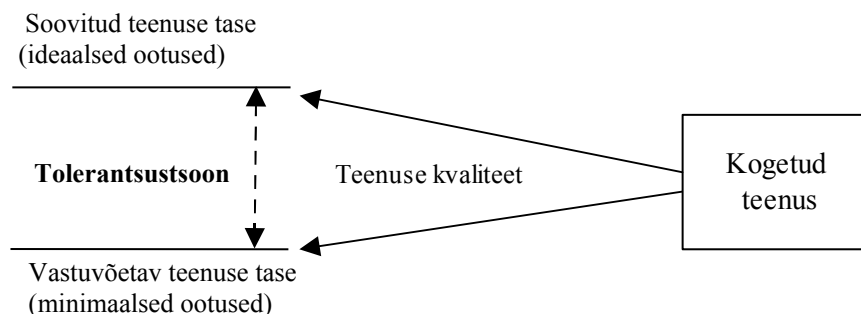 Soovitud teenuse tase
(ideaalsed ootused)
Tolerantsustsoon
Teenuse kvaliteet
Kogetud
teenus
Vastuvõetav teenuse tase
(minimaalsed ootused)